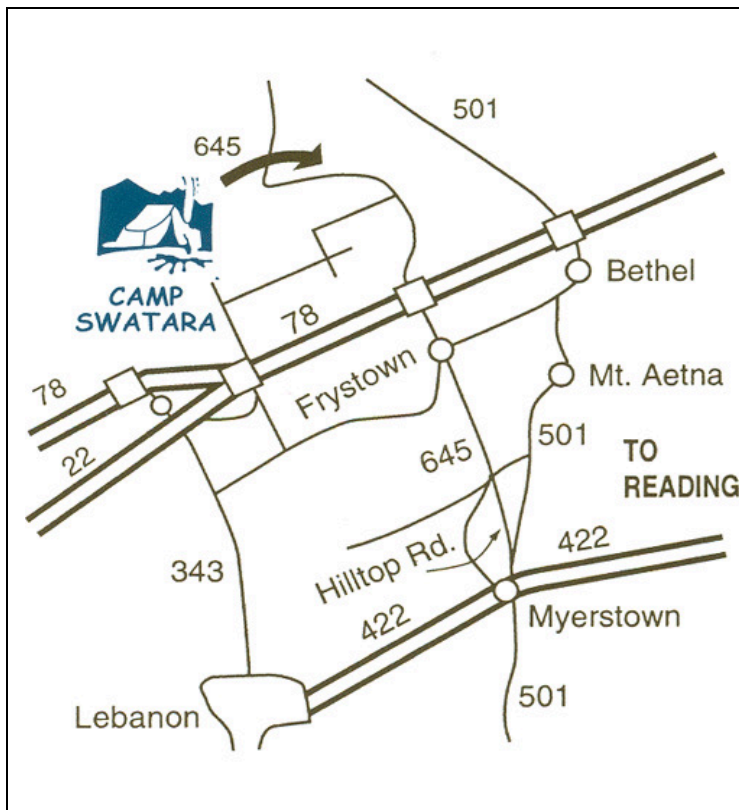 501
645
CAMP
SWATARA
78
Bethel
78
Frystown
Mt. Aetna
22
645
501
TO
READING
343
Hilltop Rd.
422
422
Myerstown
Lebanon
501